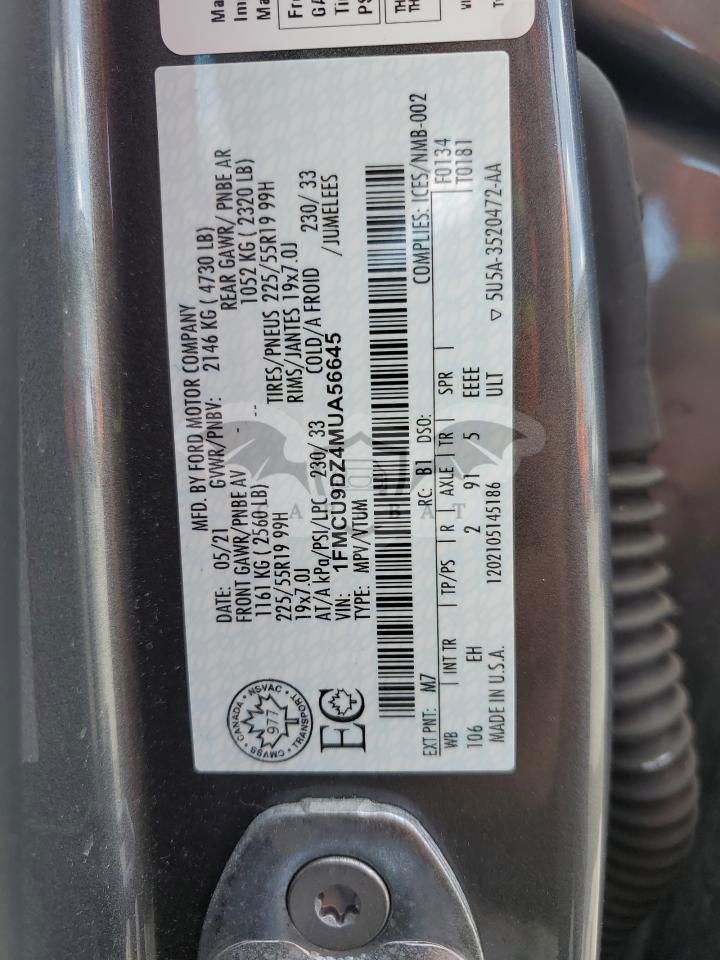 MFD. BY FORD MOTOR COMPANY
DATE: 05/21 GVWR/PNBV: 2146 KG ( 4730 LB)
FRONT GAWR/PNBE AV REAR GAWR/ PNBE AR
1161 KG ( 2560 LB) - -- 1052 KG ( 2320 LB)
225/55R19 99H TIRES/PNEUS 225/55R19 99H
19x7.0J RIMS/JANTES 19x7.0J
AT/A kPa/PSI/LPC 230/ 33 COLD/A FROID 230/ 33
VIN: 1FMCU9DZ4MUA56645 /JUMELEES
TYPE: MPV/VTUM
CANADA · NSVAC · TRANSPORT · CMVSS ·
977
EC
COMPLIES: ICES/NMB-002
EXT PNT: M7 RC: B1 DSO: F0134
WB INT TR TP/PS R AXLE TR SPR T0181
106 EH 2 91 5 EEEE
MADE IN U.S.A. 1202105145186 ULT ▽ 5U5A-3520472-AA